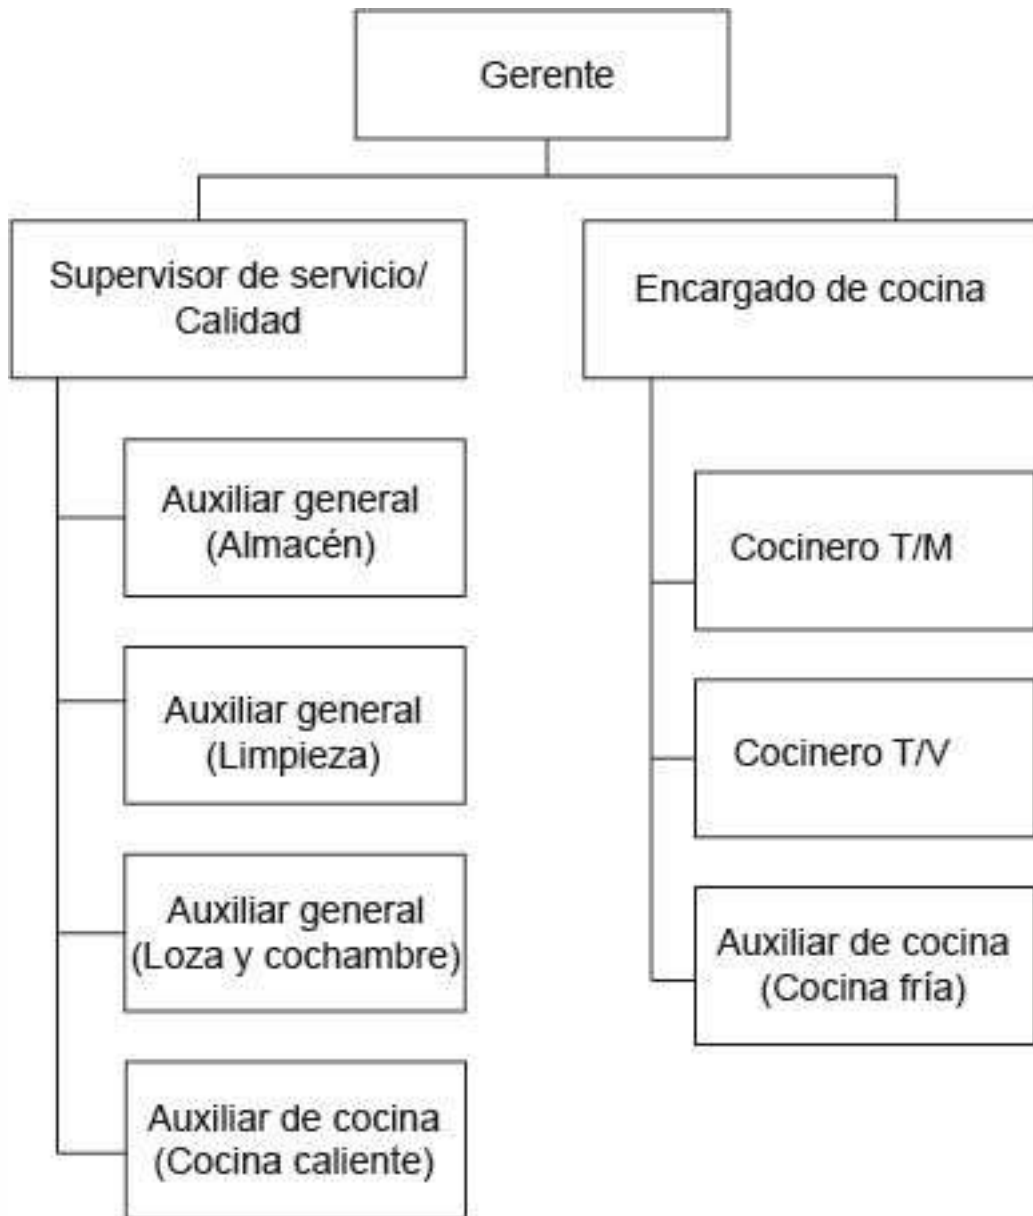 Gerente
Supervisor de servicio/
Calidad
Encargado de cocina
Auxiliar general
(Almacén)
Auxiliar general
(Limpieza)
Auxiliar general
(Loza y cochambre)
Auxiliar de cocina
(Cocina caliente)
Cocinero T/M
Cocinero T/V
Auxiliar de cocina
(Cocina fría)